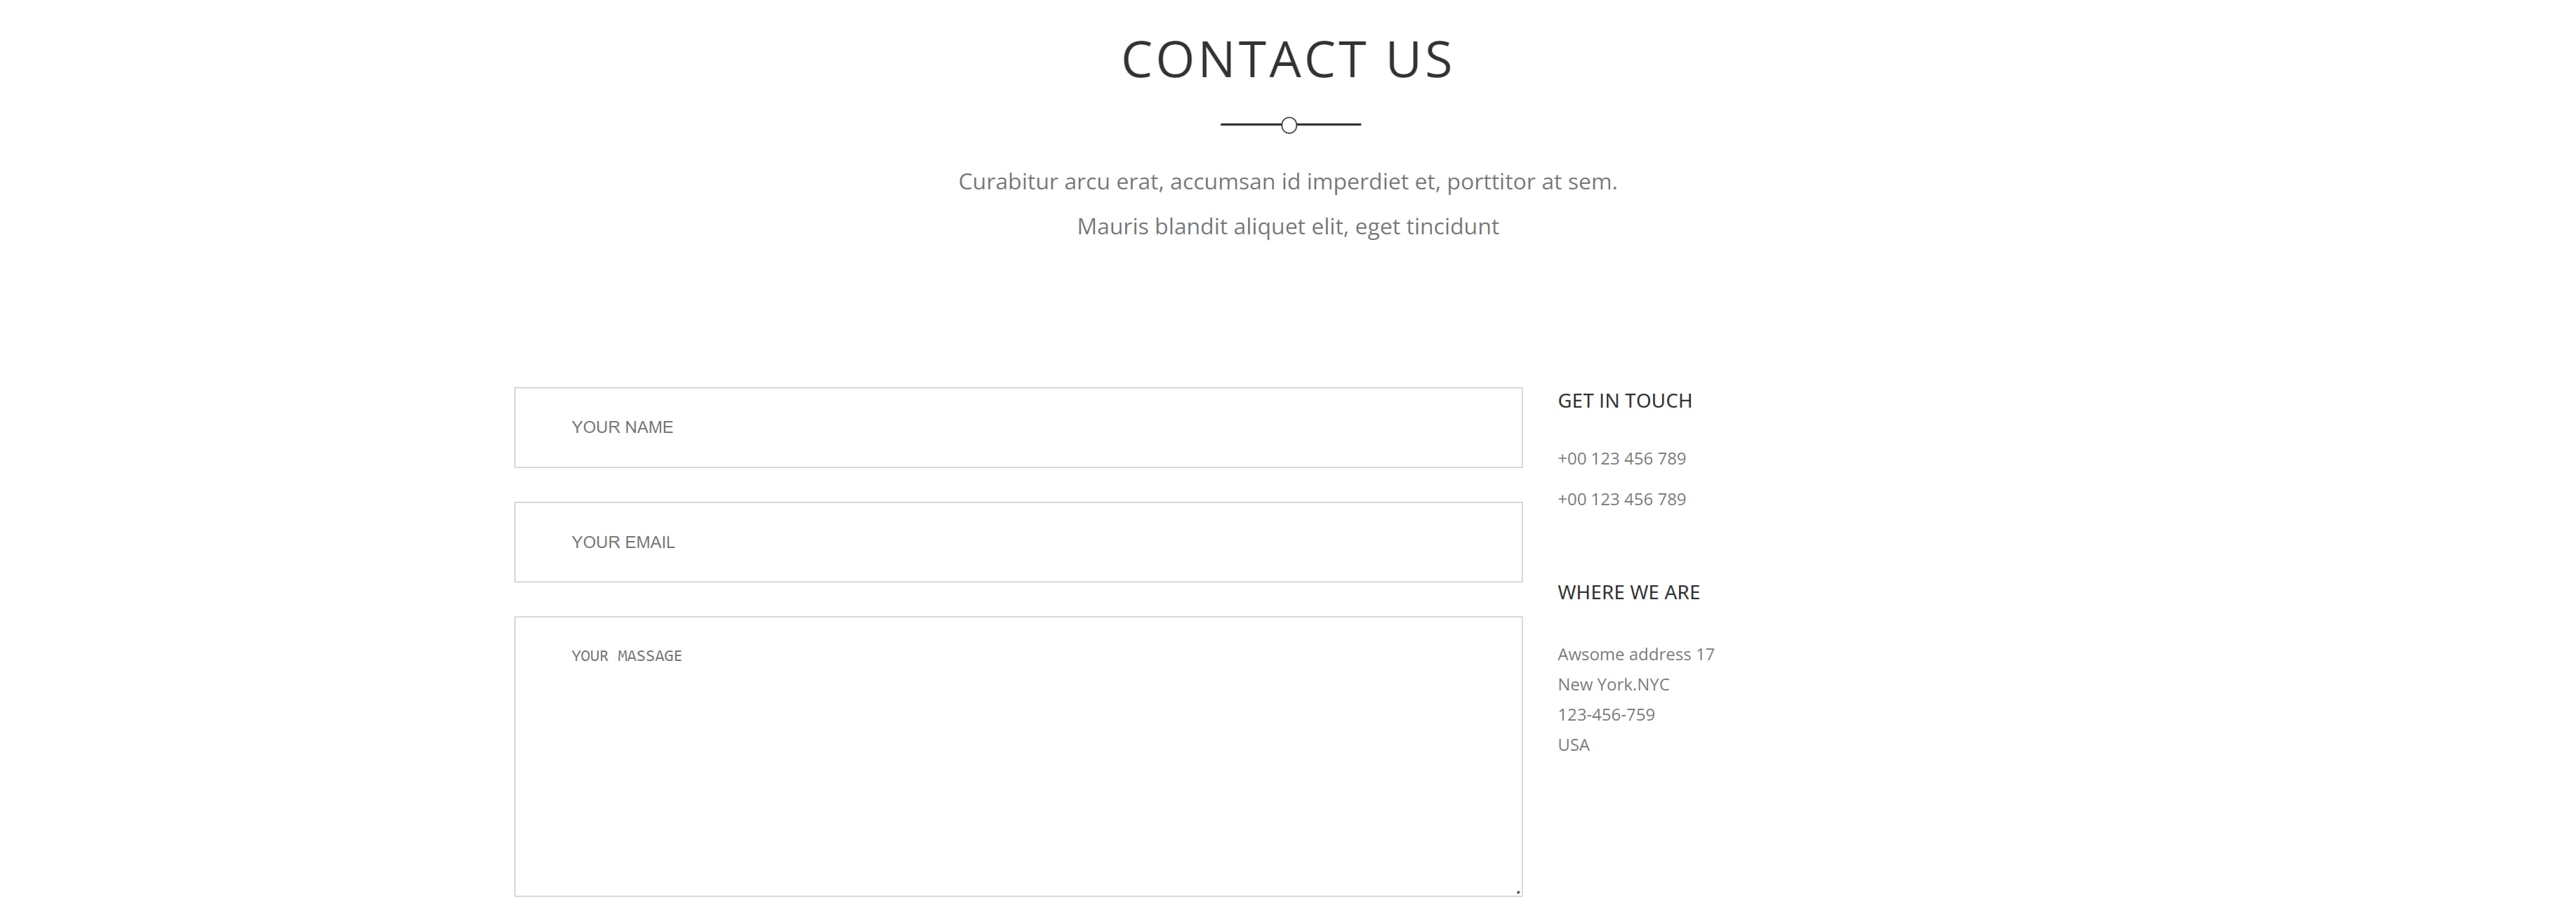 CONTACT US
Curabitur arcu erat, accumsan id imperdiet et, porttitor at sem.
Mauris blandit aliquet elit, eget tincidunt
YOUR NAME
YOUR EMAIL
YOUR MASSAGE
GET IN TOUCH
+00 123 456 789
+00 123 456 789
WHERE WE ARE
Awsome address 17
New York.NYC
123-456-759
USA